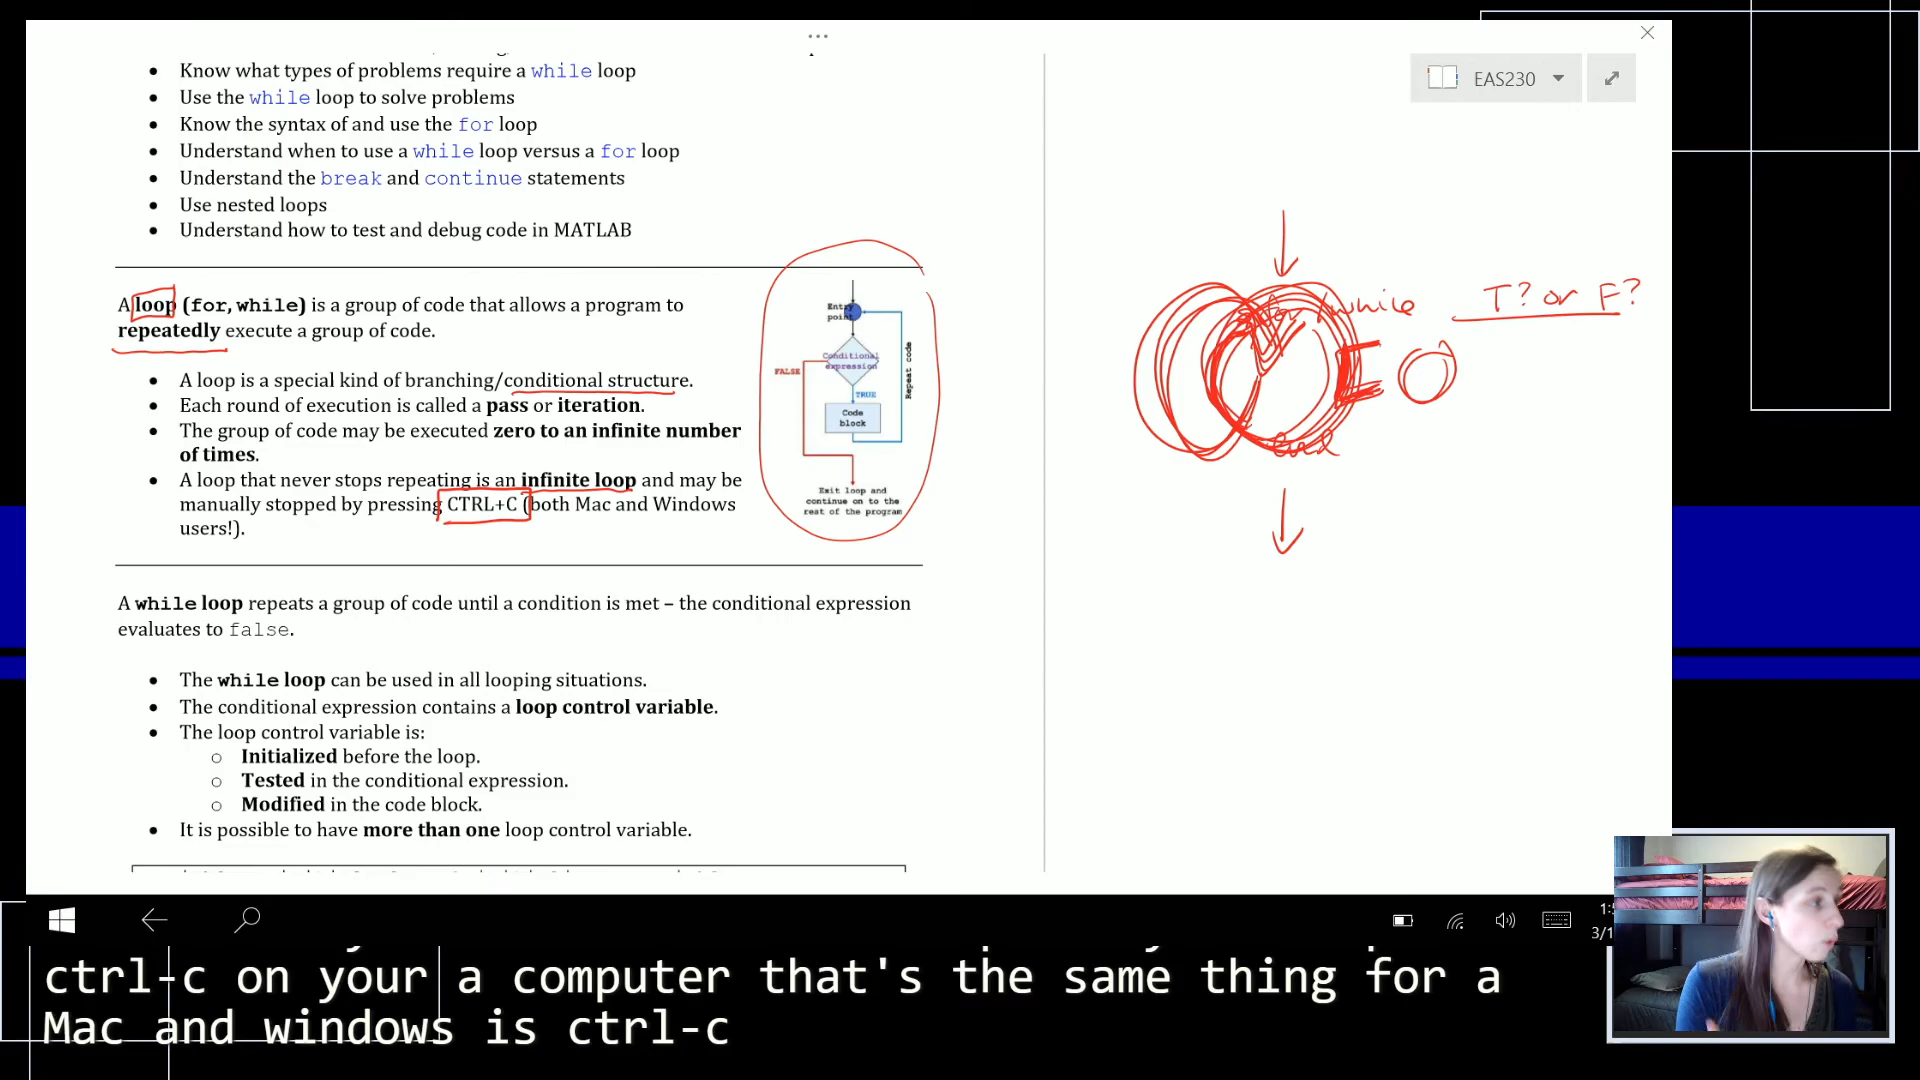 Know what types of problems require a while loop
EAS230
Use the while loop to solve problems
Know the syntax of and use the for loop
Understand when to use a while loop versus a for loop
Understand the break and continue statements
Use nested loops
Understand how to test and debug code in MATLAB
A loop (for, while) is a group of code that allows a program to
repeatedly execute a group of code.
A loop is a special kind of branching/conditional structure.
Each round of execution is called a pass or iteration.
The group of code may be executed zero to an infinite number
of times.
A loop that never stops repeating is an infinite loop and may be
manually stopped by pressing CTRL+C (both Mac and Windows
users!).
Entry
point
Conditional
expression
FALSE
TRUE
Repeat code
Code
block
Exit loop and
continue on to the
rest of the program
for/while
T? or F?
end
A while loop repeats a group of code until a condition is met – the conditional expression
evaluates to false.
The while loop can be used in all looping situations.
The conditional expression contains a loop control variable.
The loop control variable is:
Initialized before the loop.
Tested in the conditional expression.
Modified in the code block.
It is possible to have more than one loop control variable.
ctrl-c on your a computer that's the same thing for a
Mac and windows is ctrl-c